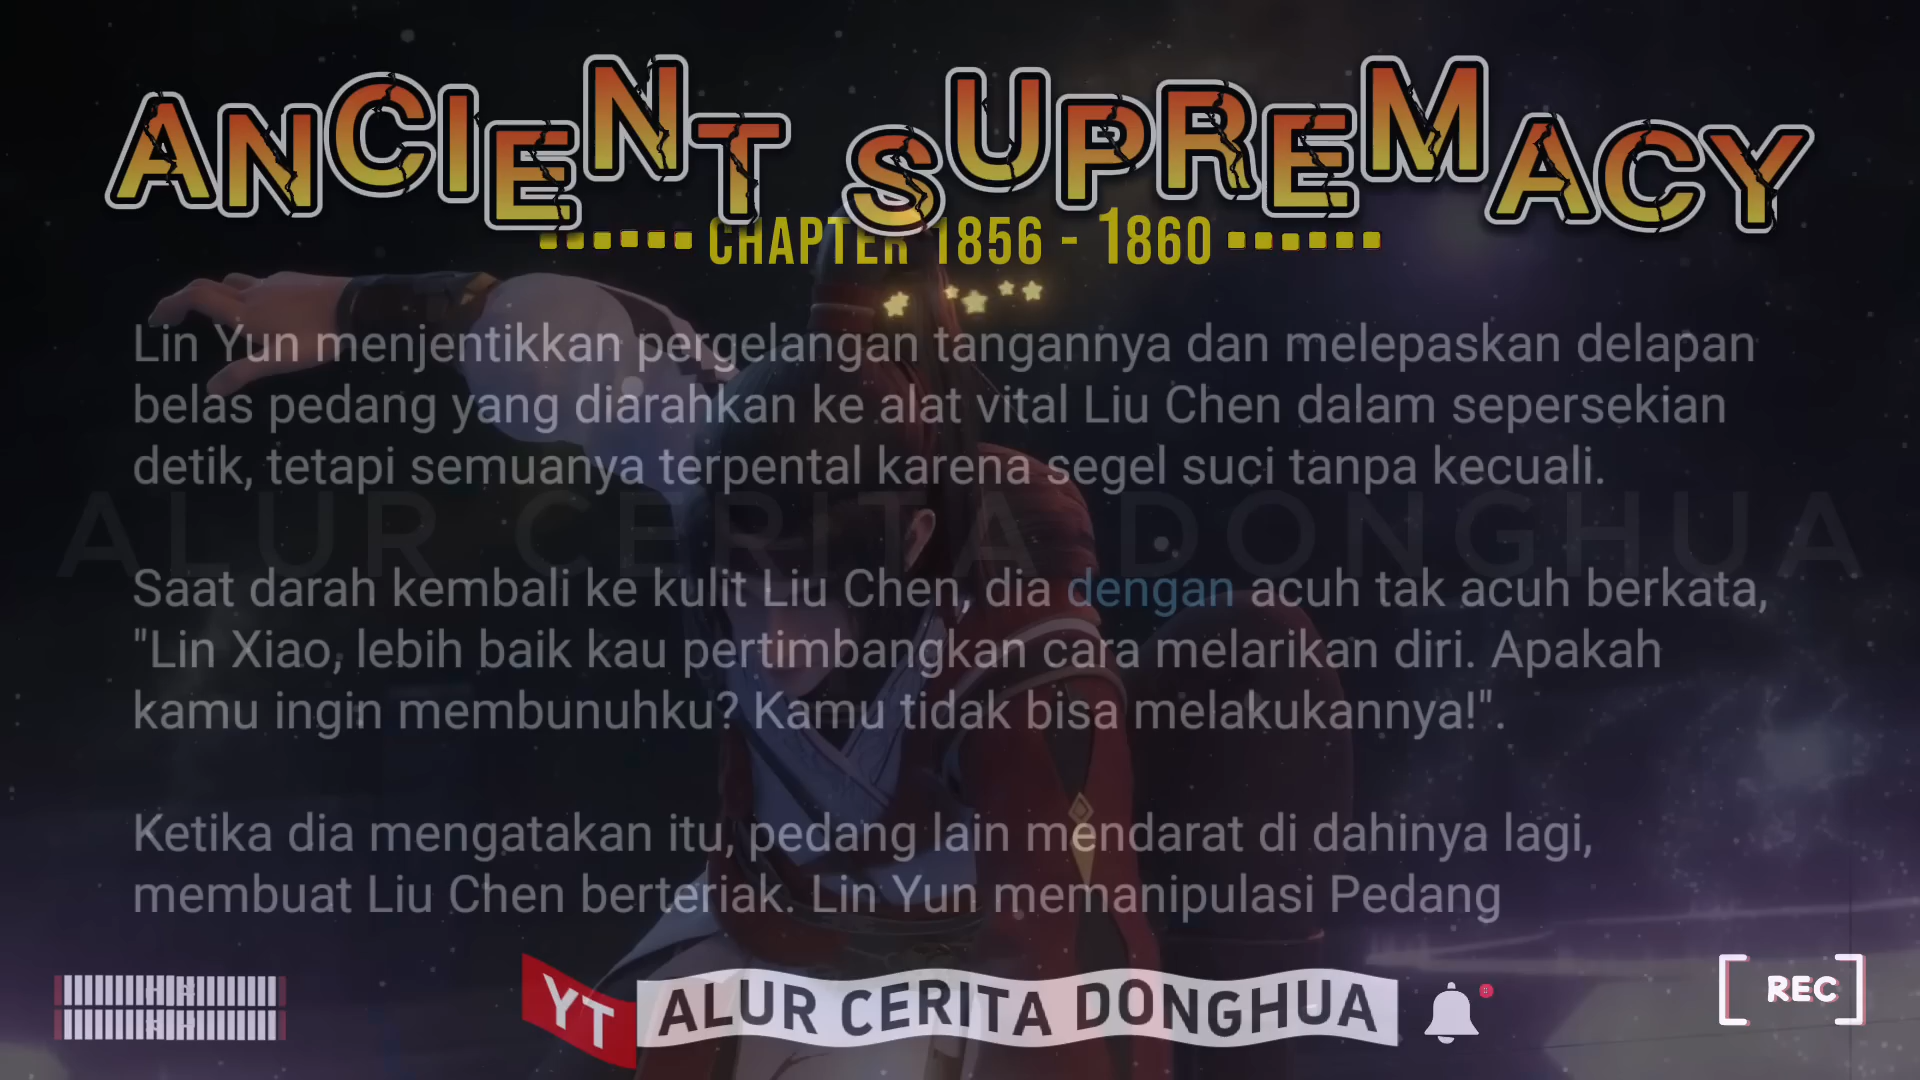 ANCIENT SUPREMACY
CHAPTER 1856 - 1860
Lin Yun menjentikkan pergelangan tangannya dan melepaskan delapan
belas pedang yang diarahkan ke alat vital Liu Chen dalam sepersekian
detik, tetapi semuanya terpental karena segel suci tanpa kecuali.
ALUR CERITA DONGHUA
Saat darah kembali ke kulit Liu Chen, dia dengan acuh tak acuh berkata,
"Lin Xiao, lebih baik kau pertimbangkan cara melarikan diri. Apakah
kamu ingin membunuhku? Kamu tidak bisa melakukannya!".
Ketika dia mengatakan itu, pedang lain mendarat di dahinya lagi,
membuat Liu Chen berteriak. Lin Yun memanipulasi Pedang
YT ALUR CERITA DONGHUA
REC